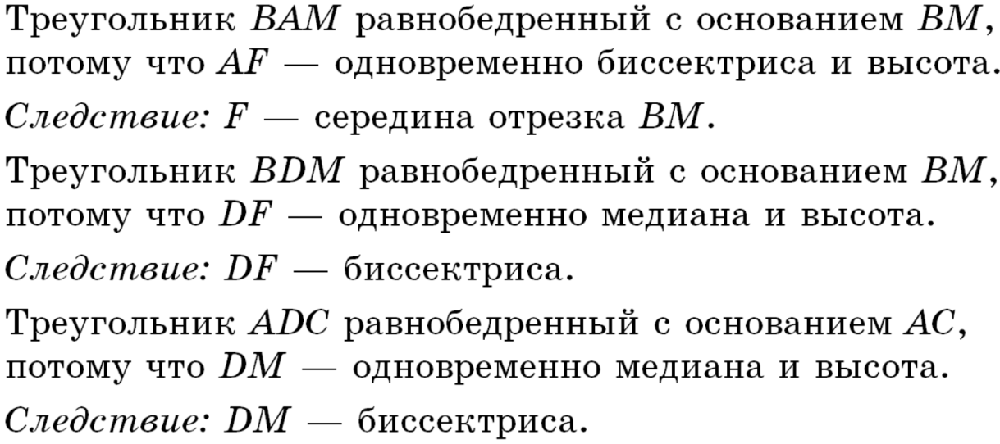 Треугольник BAM равнобедренный с основанием BM,
потому что AF — одновременно биссектриса и высота.
Следствие: F — середина отрезка BM.
Треугольник BDM равнобедренный с основанием BM,
потому что DF — одновременно медиана и высота.
Следствие: DF — биссектриса.
Треугольник ADC равнобедренный с основанием AC,
потому что DM — одновременно медиана и высота.
Следствие: DM — биссектриса.